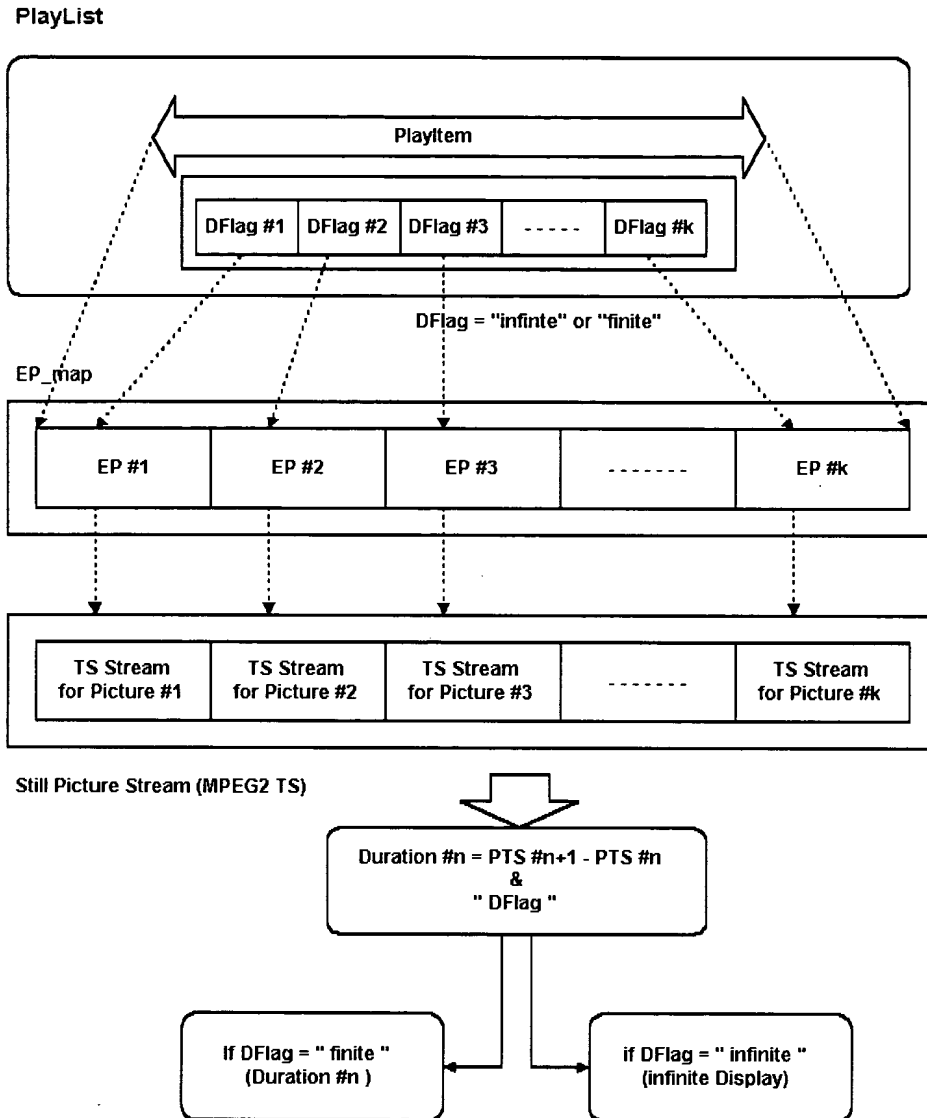 PlayList
PlayItem
DFlag #1 DFlag #2 DFlag #3 ----- DFlag #k
DFlag = "infinte" or "finite"
EP_map
EP #1 EP #2 EP #3 ------- EP #k
TS Stream for Picture #1
TS Stream for Picture #2
TS Stream for Picture #3
-------
TS Stream for Picture #k
Still Picture Stream (MPEG2 TS)
Duration #n = PTS #n+1 - PTS #n
&
" DFlag "
If DFlag = " finite "
(Duration #n )
if DFlag = " infinite "
(infinite Display)